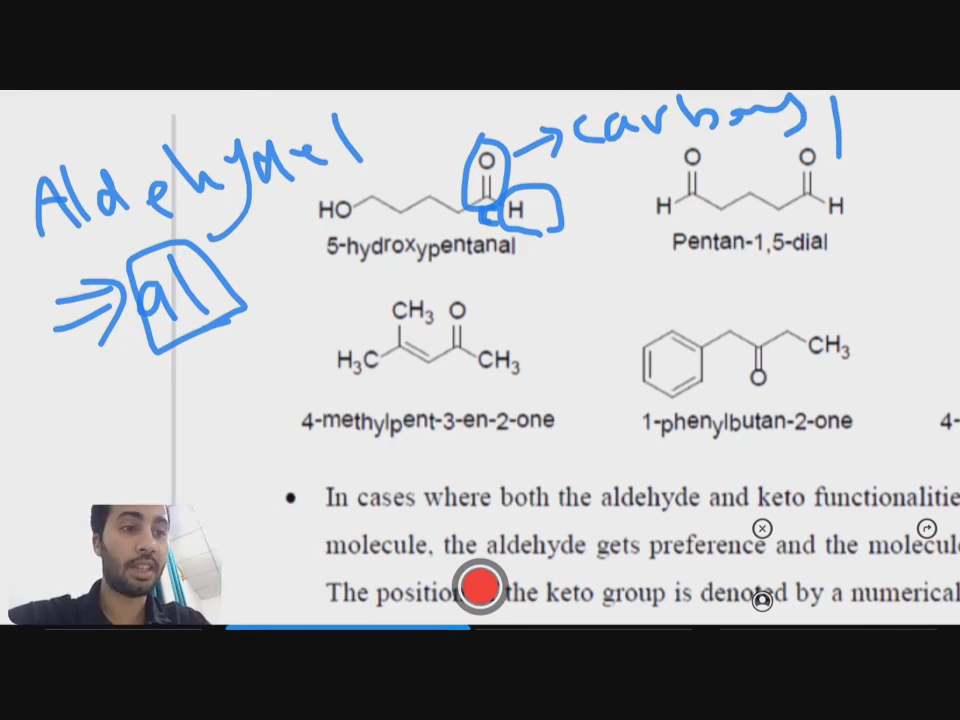 carbonyl
Aldehyde
al
O
HO
H
5-hydroxypentanal
O
O
H
H
Pentan-1,5-dial
CH3
O
H3C
CH3
4-methylpent-3-en-2-one
CH3
O
1-phenylbutan-2-one
4-
• In cases where both the aldehyde and keto functionalitie
molecule, the aldehyde gets preference and the molecule
The position the keto group is denoted by a numerical